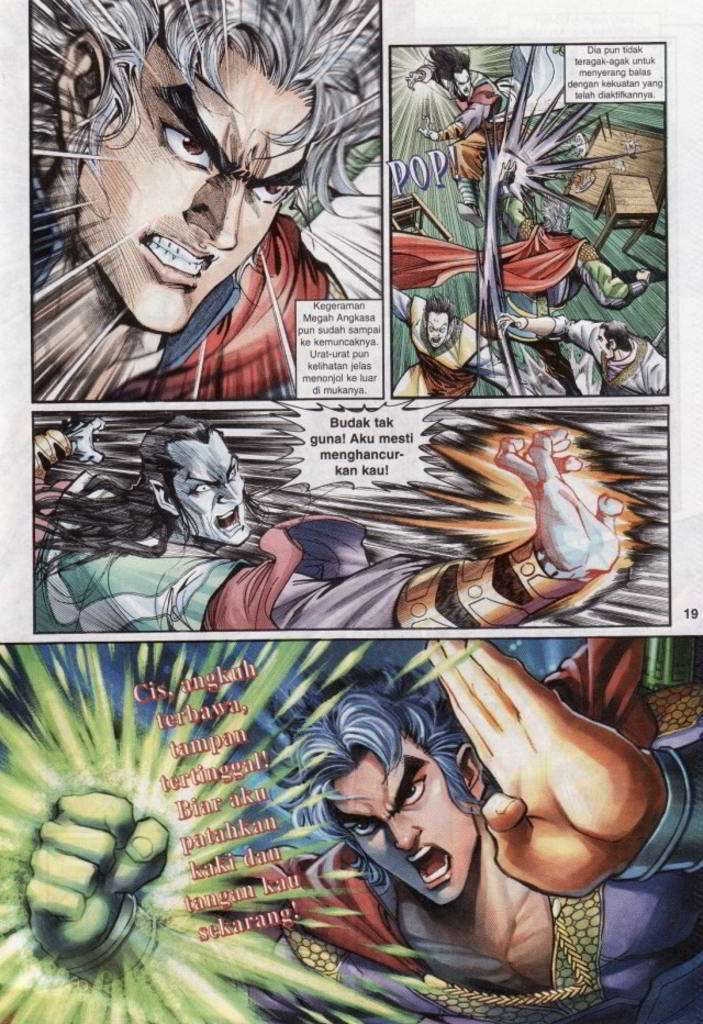 Kegeraman
Megah Angkasa
pun sudah sampai
ke kemuncaknya.
Urat-urat pun
kelihatan jelas
menonjol ke luar
di mukanya.
Dia pun tidak
teragak-agak untuk
menyerang balas
dengan kekuatan yang
telah diaktifkannya.
POP!
Budak tak
guna! Aku mesti
menghancur-
kan kau!
19
Cis, angkuh
terbawa,
tampan
tertinggal!
Biar aku
patahkan
kaki dan
tangan kau
sekarang!